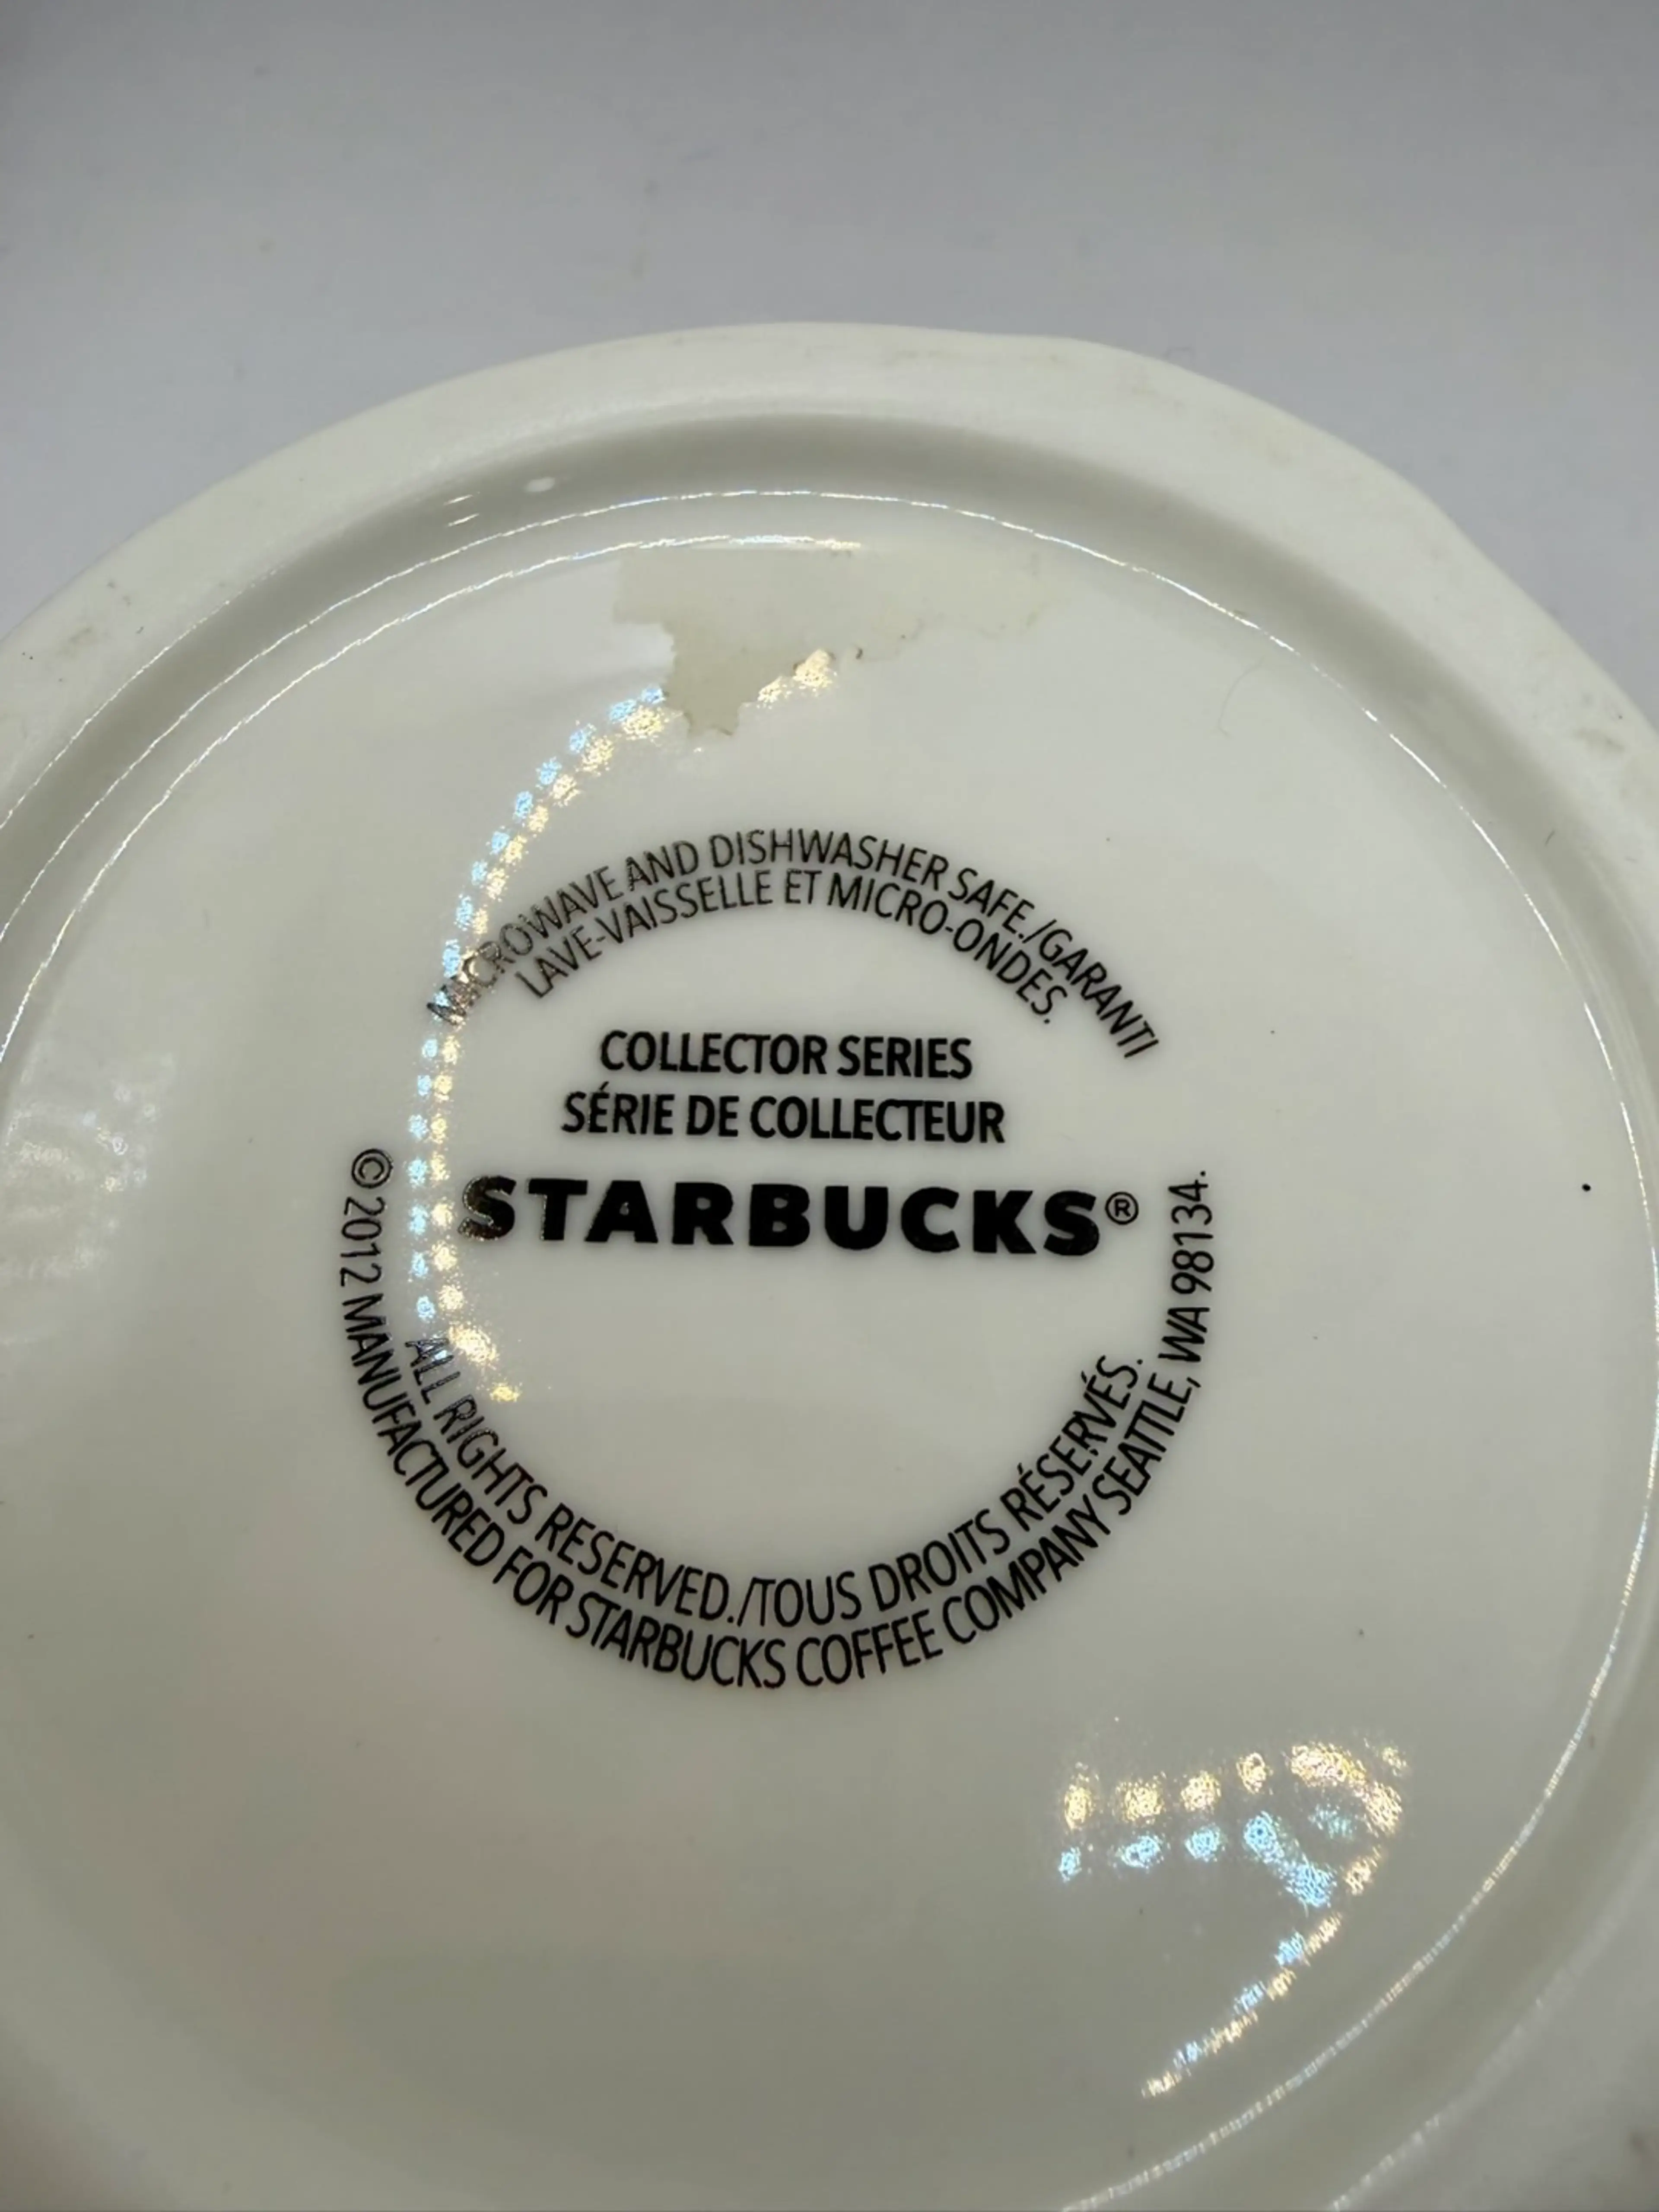 MICROWAVE AND DISHWASHER SAFE./GARANTI
LAVE-VAISSELLE ET MICRO-ONDES.
COLLECTOR SERIES
SÉRIE DE COLLECTEUR
STARBUCKS®
ALL RIGHTS RESERVED./TOUS DROITS RÉSERVÉS.
©2012 MANUFACTURED FOR STARBUCKS COFFEE COMPANY SEATTLE, WA 98134.